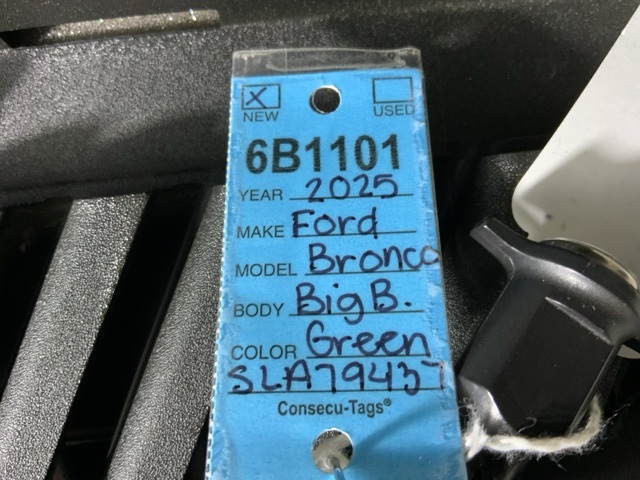 X
NEW USED
6B1101
YEAR 2025
MAKE Ford
MODEL Bronco
BODY Big B.
COLOR Green
SLA79437
Consecu-Tags®